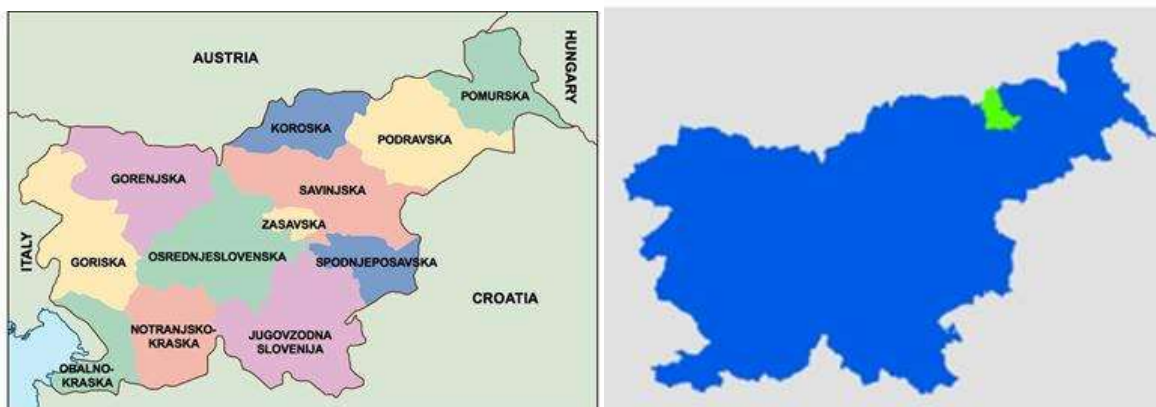 AUSTRIA
HUNGARY
POMURSKA
KOROSKA
PODRAVSKA
GORENJSKA
SAVINJSKA
ZASAVSKA
ITALY
GORISKA
OSREDNJESLOVENSKA
SPODNJEPOSAVSKA
CROATIA
NOTRANJSKO-
KRASKA
JUGOVZODNA
SLOVENIJA
OBALNO-
KRASKA